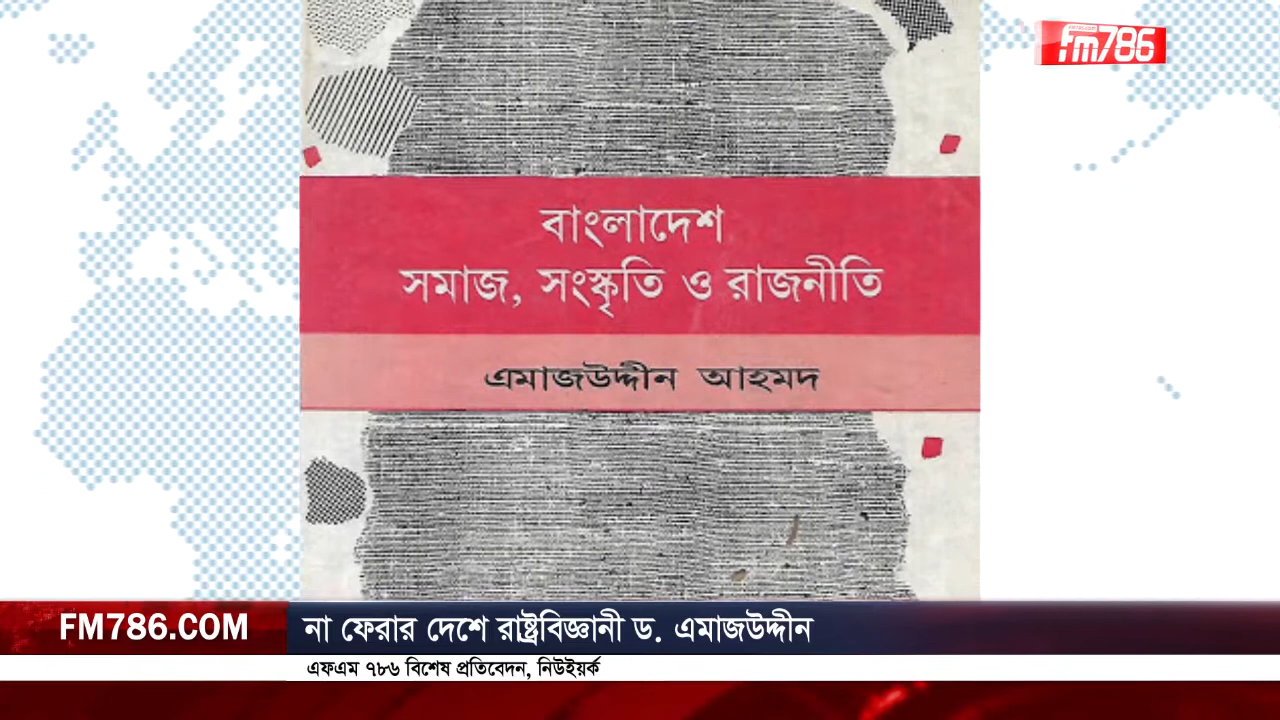 fm786
বাংলাদেশ
সমাজ, সংস্কৃতি ও রাজনীতি
এমাজউদ্দীন আহমদ
FM786.COM
না ফেরার দেশে রাষ্ট্রবিজ্ঞানী ড. এমাজউদ্দীন
এফএম ৭৮৬ বিশেষ প্রতিবেদন, নিউইয়র্ক